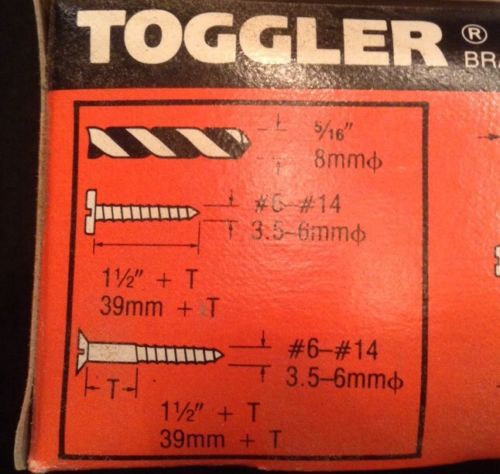 TOGGLER ®
BRA
5/16"
8mmϕ
#6–#14
3.5–6mmϕ
1½" + T
39mm + T
#6–#14
3.5–6mmϕ
T
1½" + T
39mm + T